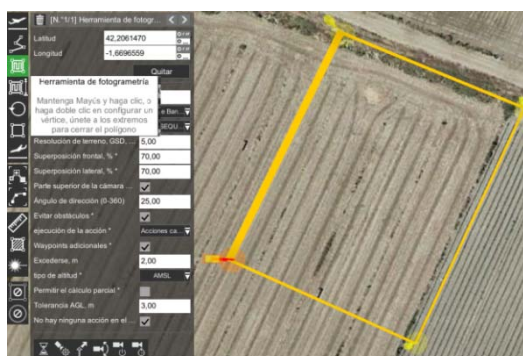 [N.°1/1] Herramienta de fotogr...
Latitud 42,2061470
Longitud -1,6696559
Quitar
Herramienta de fotogrametría
Mantenga Mayús y haga clic, o
haga doble clic en configurar un
vértice, únete a los extremos
para cerrar el polígono
e Ban...
SEQU...
Resolución de terreno, GSD, ... 5,00
Superposición frontal, % * 70,00
Superposición lateral, % * 70,00
Parte superior de la cámara ...
Ángulo de dirección (0-360) 25,00
Evitar obstáculos *
ejecución de la acción * Acciones ca...
Waypoints adicionales *
Excederse, m 2,00
tipo de altitud * AMSL
Permitir el cálculo parcial *
Tolerancia AGL, m 3,00
No hay ninguna acción en el ...